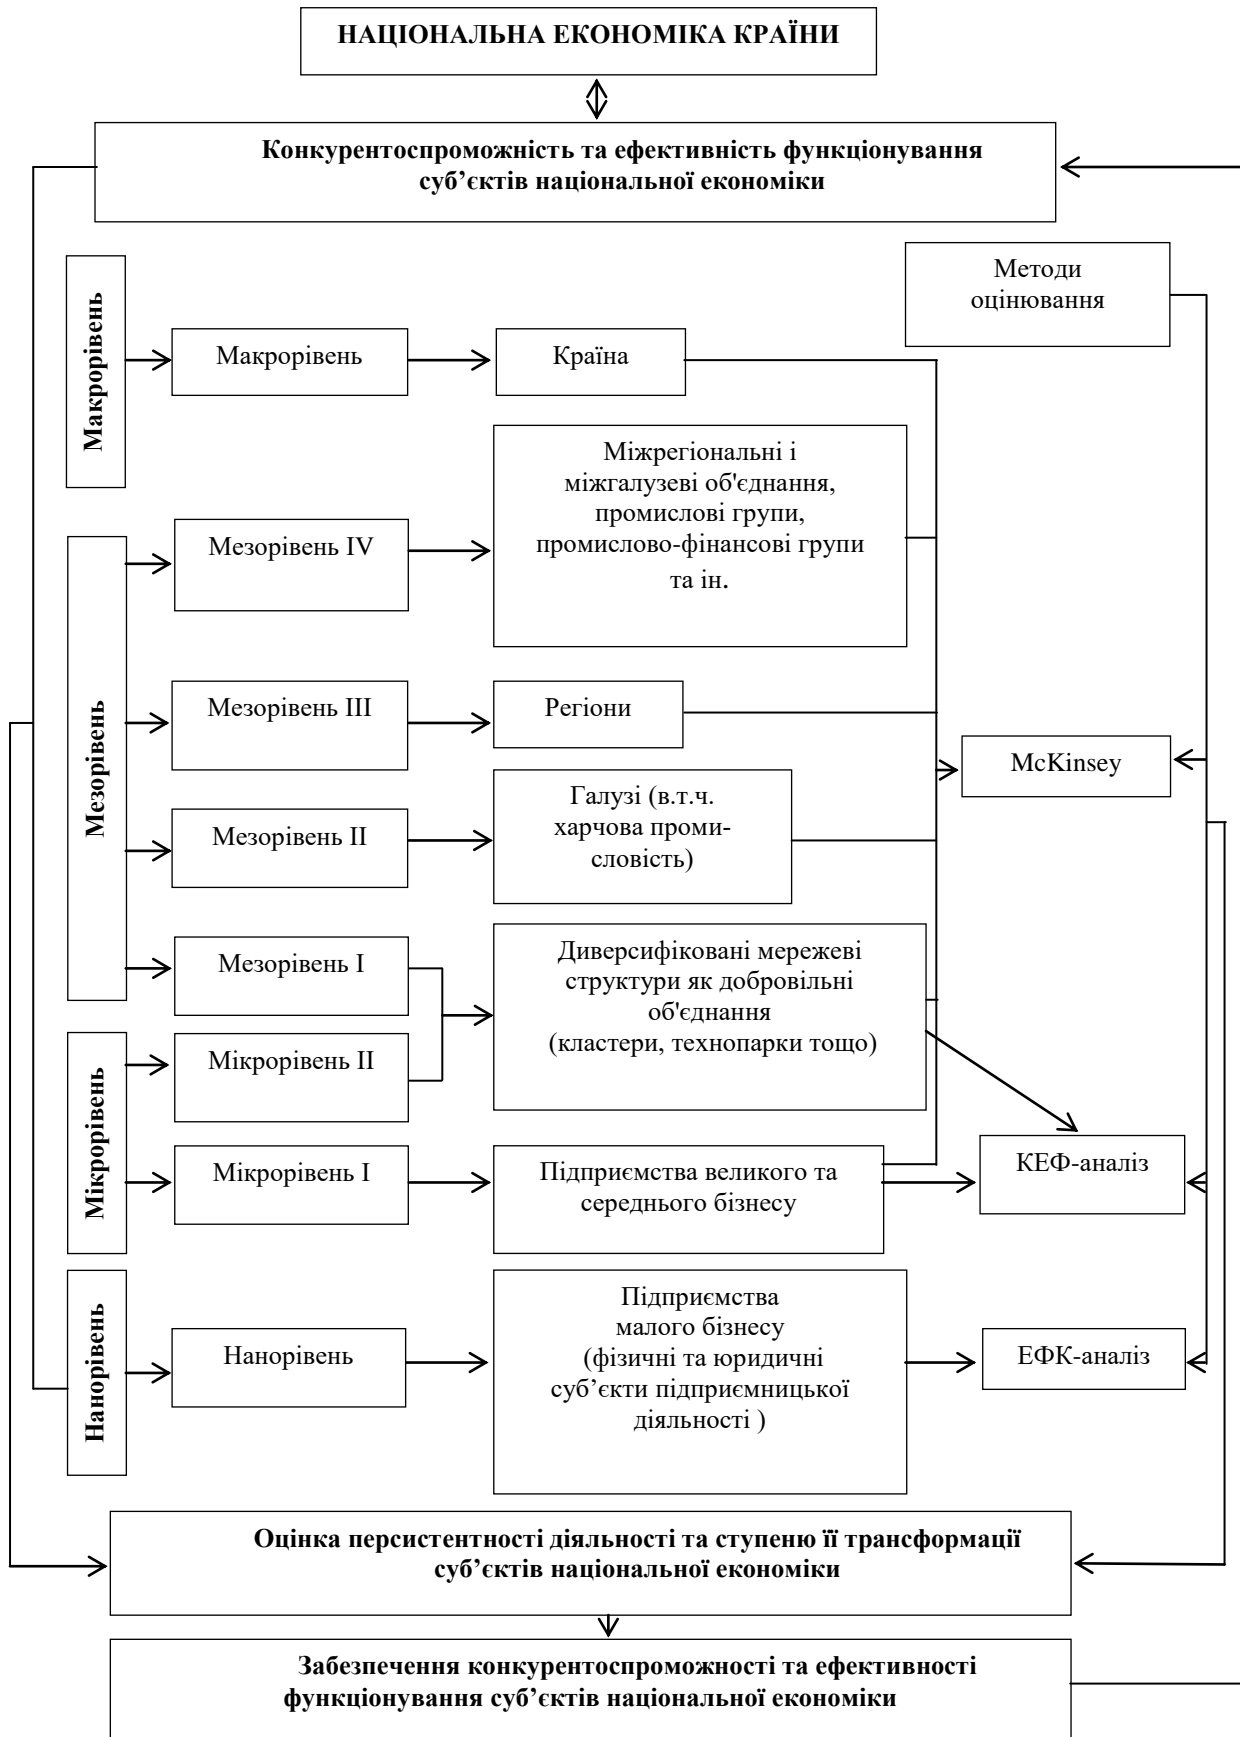 НАЦІОНАЛЬНА ЕКОНОМІКА КРАЇНИ
Конкурентоспроможність та ефективність функціонування
суб’єктів національної економіки
Методи
оцінювання
Макрорівень
Макрорівень
Країна
Міжрегіональні і
міжгалузеві об'єднання,
промислові групи,
промислово-фінансові групи
та ін.
Мезорівень
Мезорівень IV
Мезорівень III
Регіони
McKinsey
Мезорівень II
Галузі (в.т.ч.
харчова проми-
словість)
Мезорівень I
Диверсифіковані мережеві
структури як добровільні
об'єднання
(кластери, технопарки тощо)
Мікрорівень
Мікрорівень II
Мікрорівень I
Підприємства великого та
середнього бізнесу
КЕФ-аналіз
Нанорівень
Нанорівень
Підприємства
малого бізнесу
(фізичні та юридичні
суб’єкти підприємницької
діяльності )
ЕФК-аналіз
Оцінка персистентності діяльності та ступеню її трансформації
суб’єктів національної економіки
Забезпечення конкурентоспроможності та ефективності
функціонування суб’єктів національної економіки